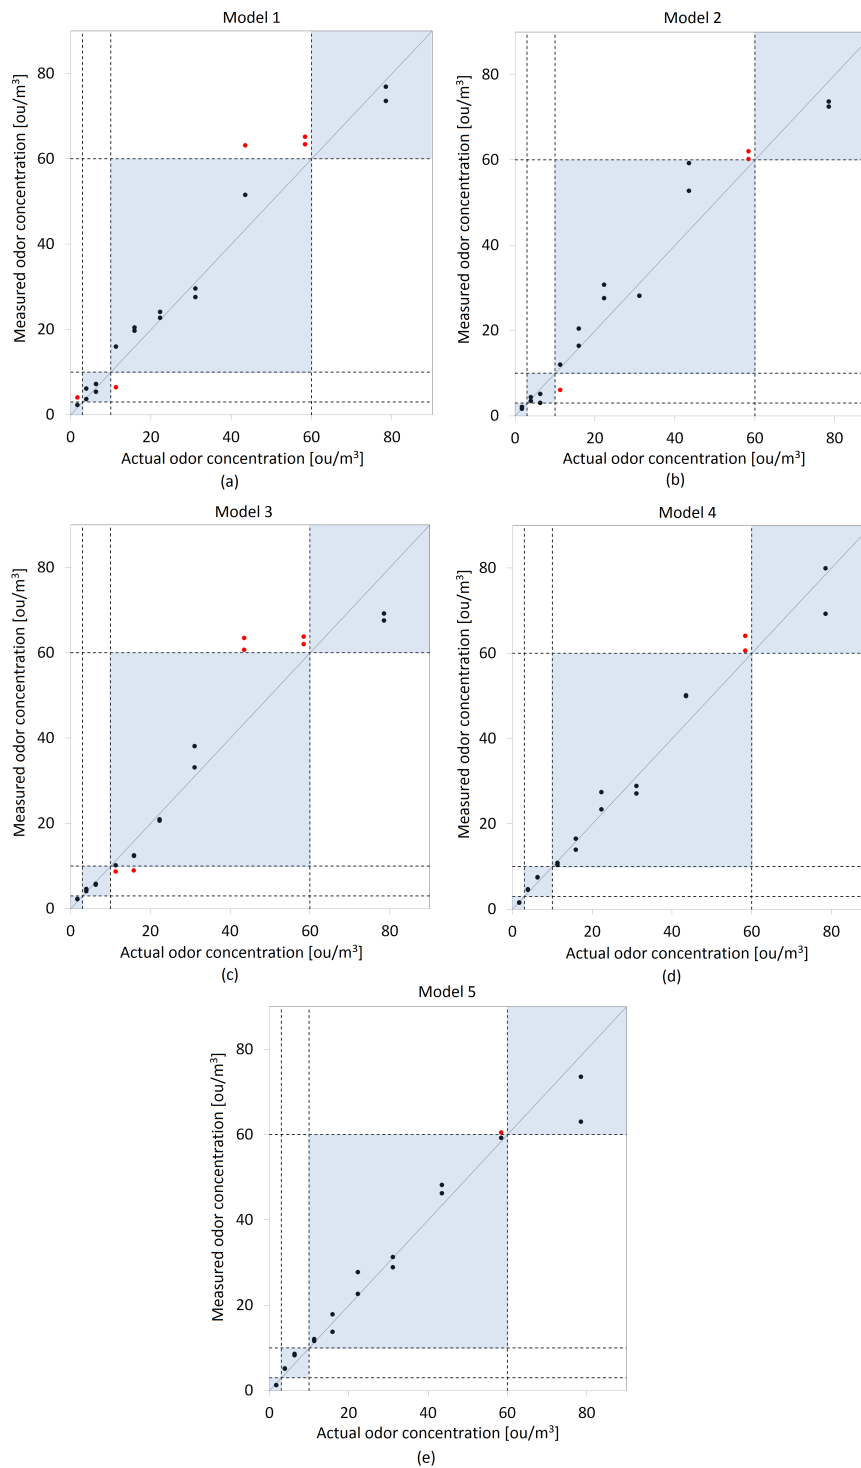 Model 1
Measured odor concentration [ou/m³]
80
60
40
20
0
0 20 40 60 80
Actual odor concentration [ou/m³]
(a)
Model 2
Measured odor concentration [ou/m³]
80
60
40
20
0
0 20 40 60 80
Actual odor concentration [ou/m³]
(b)
Model 3
Measured odor concentration [ou/m³]
80
60
40
20
0
0 20 40 60 80
Actual odor concentration [ou/m³]
(c)
Model 4
Measured odor concentration [ou/m³]
80
60
40
20
0
0 20 40 60 80
Actual odor concentration [ou/m³]
(d)
Model 5
Measured odor concentration [ou/m³]
80
60
40
20
0
0 20 40 60 80
Actual odor concentration [ou/m³]
(e)